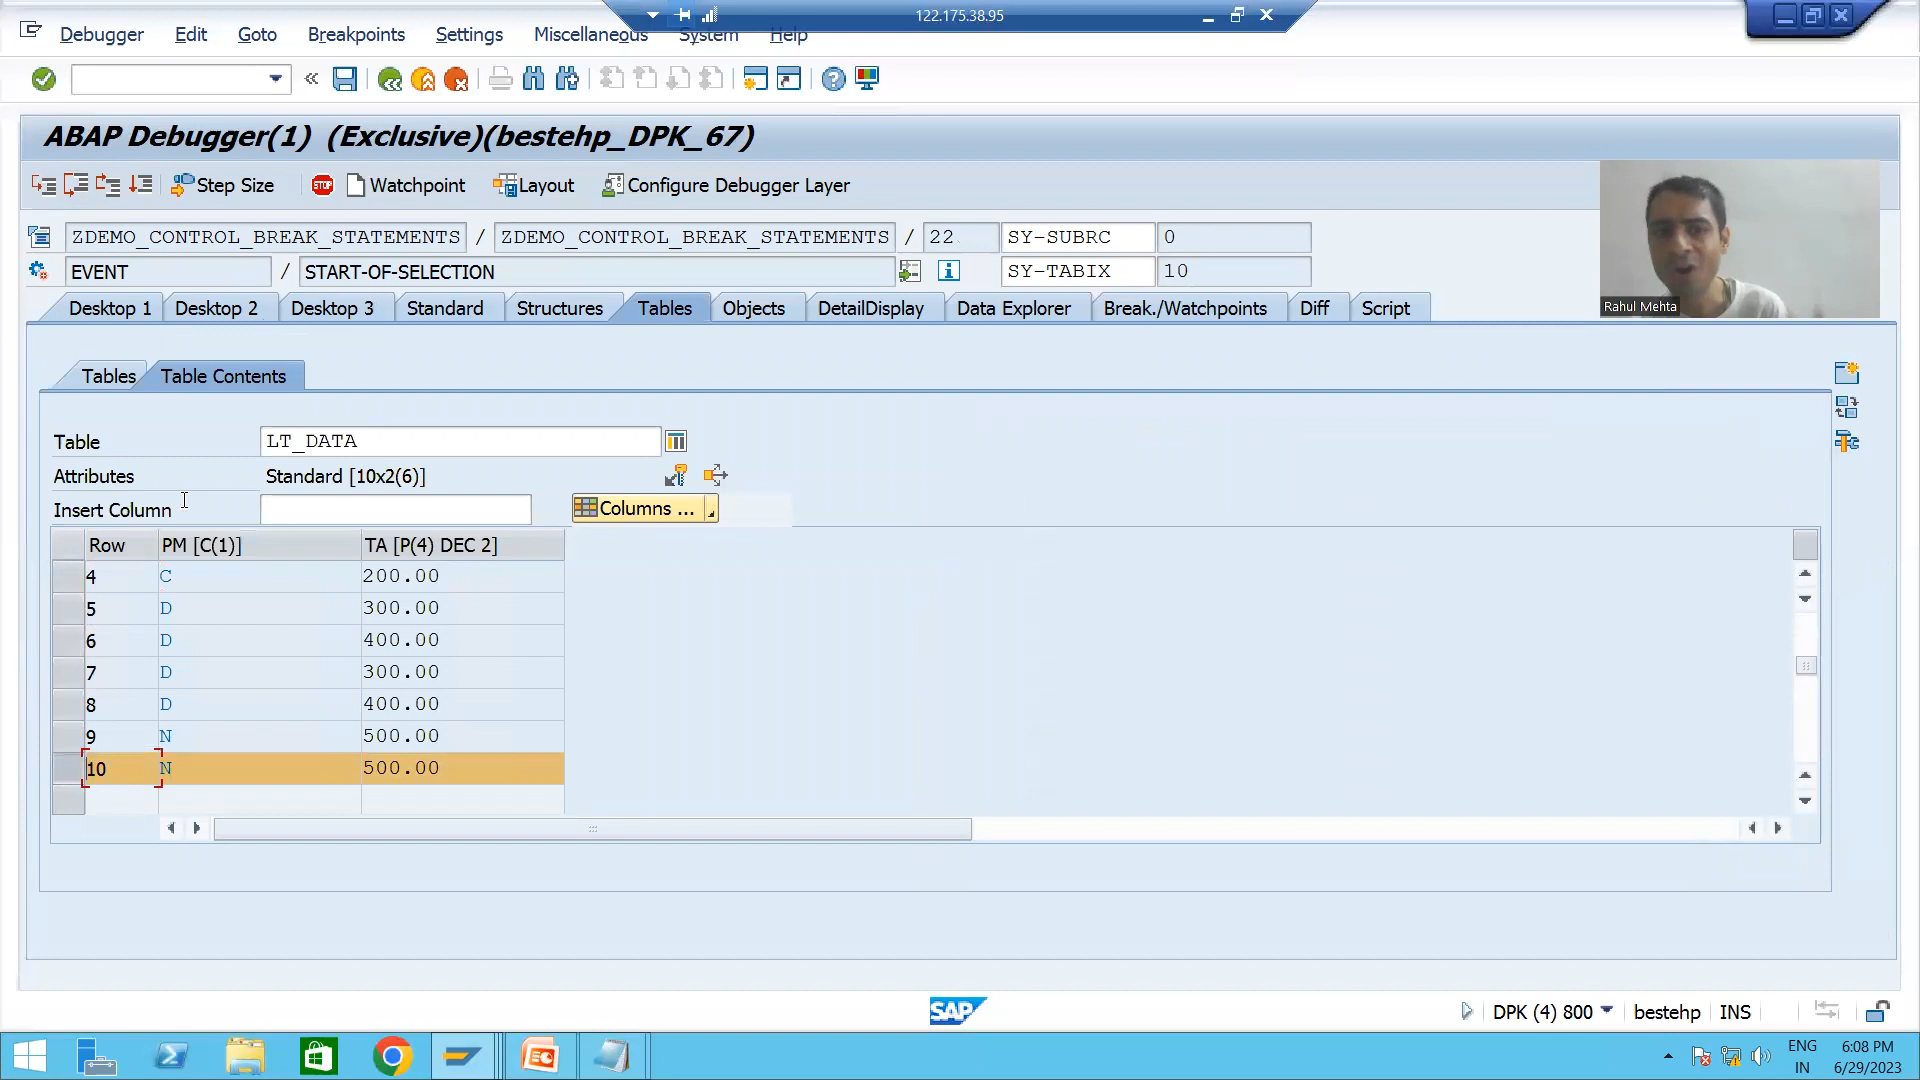 122.175.38.95
Debugger Edit Goto Breakpoints Settings Miscellaneous System Help
ABAP Debugger(1) (Exclusive)(bestehp_DPK_67)
Step Size STOP Watchpoint Layout Configure Debugger Layer
ZDEMO_CONTROL_BREAK_STATEMENTS / ZDEMO_CONTROL_BREAK_STATEMENTS / 22 SY-SUBRC 0
EVENT / START-OF-SELECTION SY-TABIX 10
Rahul Mehta
Desktop 1 Desktop 2 Desktop 3 Standard Structures Tables Objects DetailDisplay Data Explorer Break./Watchpoints Diff Script
Tables Table Contents
Table LT_DATA
Attributes Standard [10x2(6)]
Insert Column Columns ...
Row PM [C(1)] TA [P(4) DEC 2]
4 C 200.00
5 D 300.00
6 D 400.00
7 D 300.00
8 D 400.00
9 N 500.00
10 N 500.00
SAP DPK (4) 800 bestehp INS
ENG 6:08 PM
IN 6/29/2023